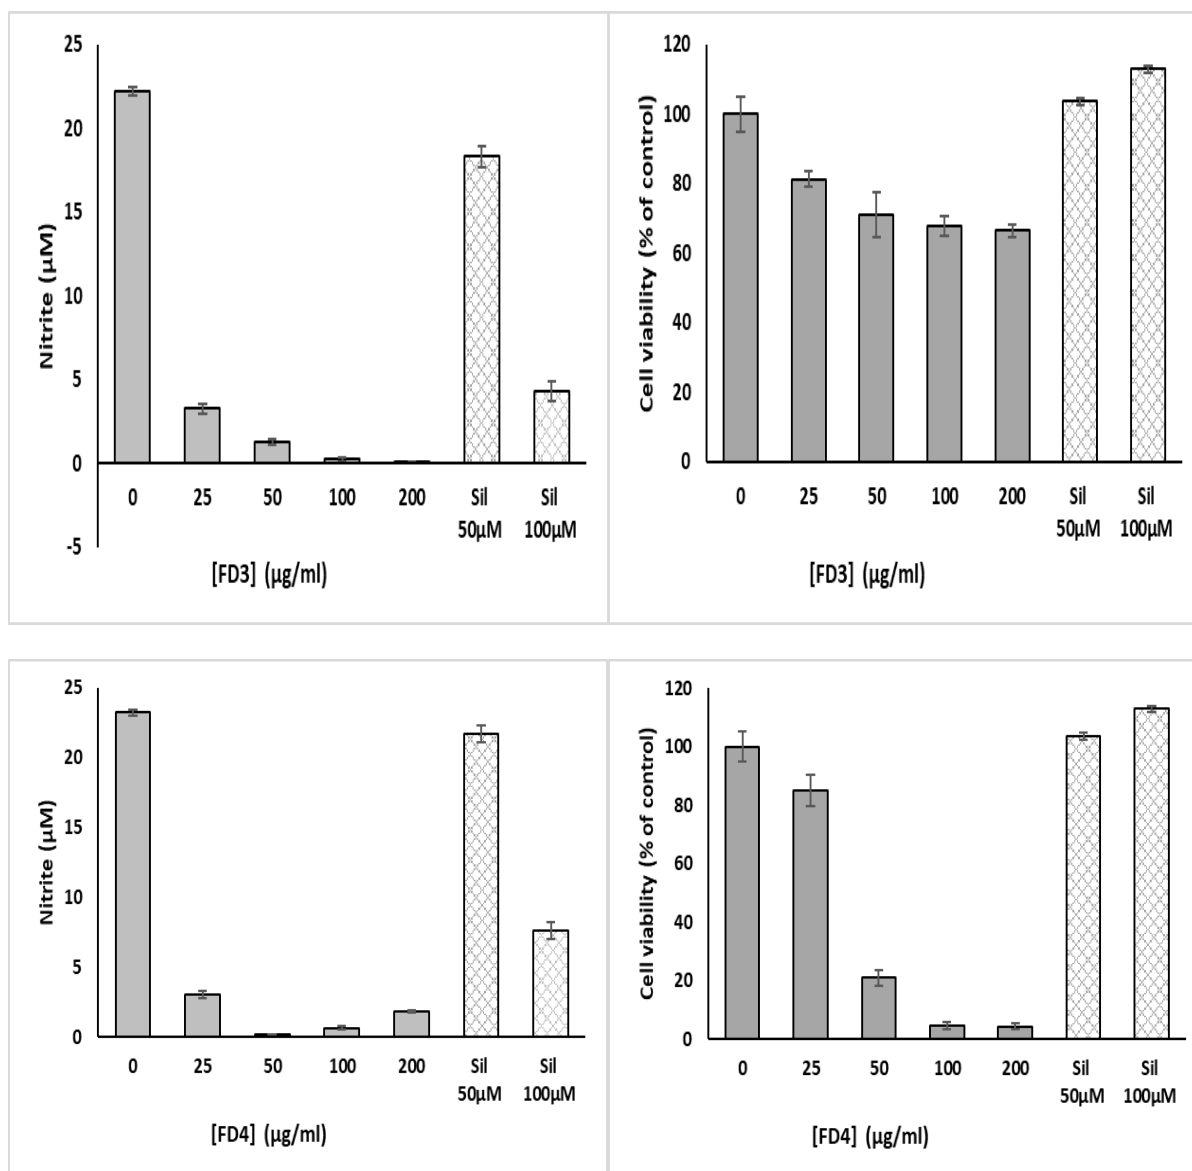 25
20
15
10
5
0
-5
Nitrite (µM)
0 25 50 100 200 Sil Sil
50µM 100µM
[FD3] (µg/ml)
120
100
80
60
40
20
0
Cell viability (% of control)
0 25 50 100 200 Sil Sil
50µM 100µM
[FD3] (µg/ml)
25
20
15
10
5
0
Nitrite (µM)
0 25 50 100 200 Sil Sil
50µM 100µM
[FD4] (µg/ml)
120
100
80
60
40
20
0
Cell viability (% of control)
0 25 50 100 200 Sil Sil
50µM 100µM
[FD4] (µg/ml)